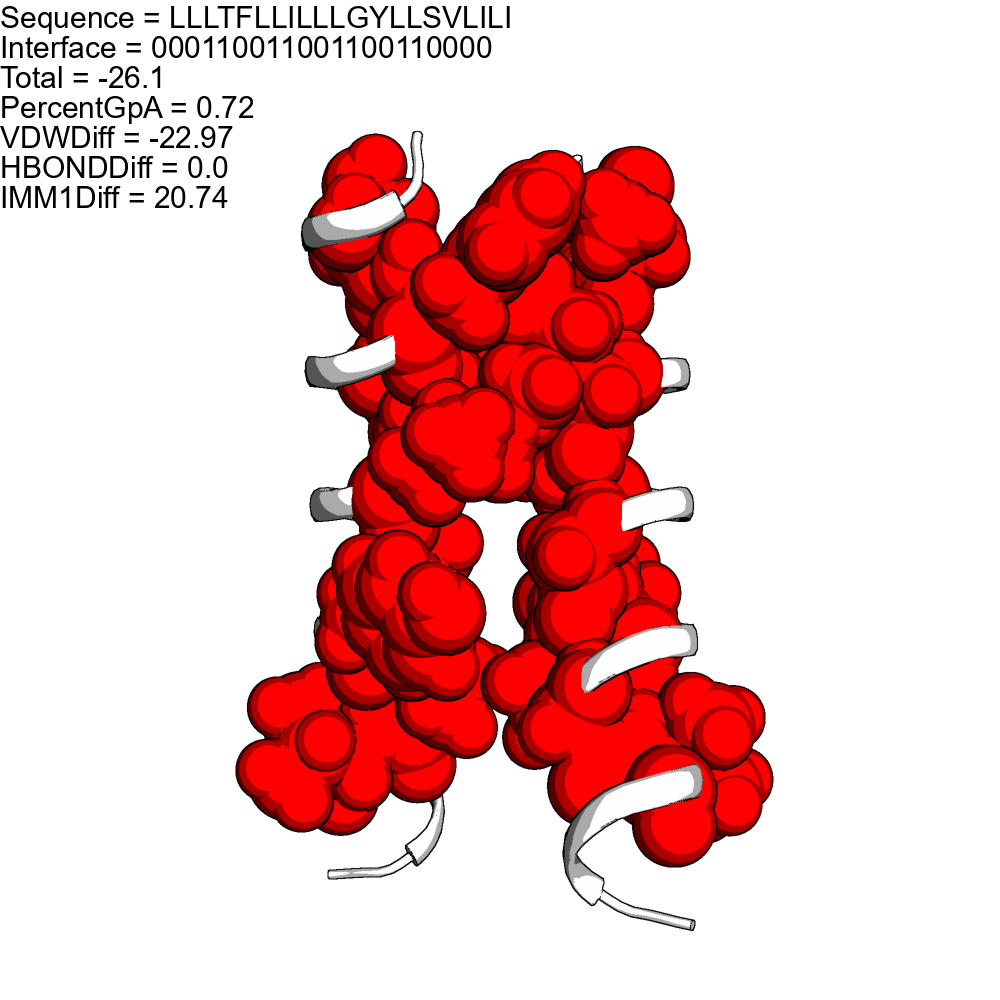 Sequence = LLLTFLLILLLGYLLSVLILI
Interface = 000110011001100110000
Total = -26.1
PercentGpA = 0.72
VDWDiff = -22.97
HBONDDiff = 0.0
IMM1Diff = 20.74